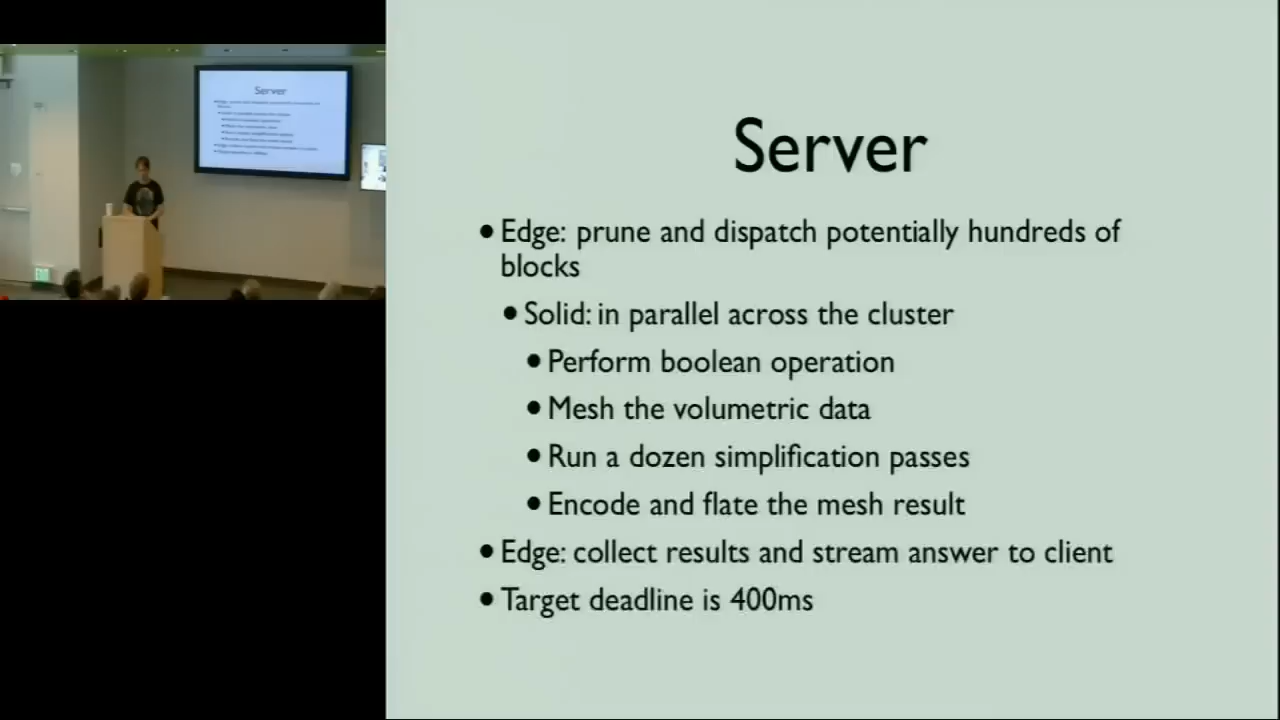 Server
• Edge: prune and dispatch potentially hundreds of
blocks
• Solid: in parallel across the cluster
• Perform boolean operation
• Mesh the volumetric data
• Run a dozen simplification passes
• Encode and flate the mesh result
• Edge: collect results and stream answer to client
• Target deadline is 400ms
Server